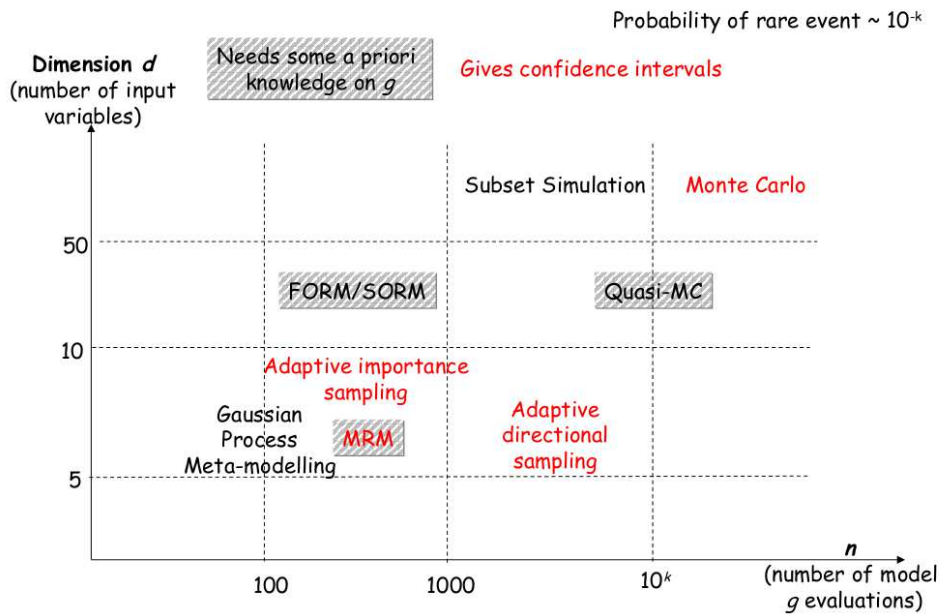 Probability of rare event ~ 10⁻ᵏ
Needs some a priori
knowledge on g
Gives confidence intervals
Dimension d
(number of input
variables)
Subset Simulation
Monte Carlo
50
FORM/SORM
Quasi-MC
10
Adaptive importance
sampling
Gaussian
Process
Meta-modelling
MRM
Adaptive
directional
sampling
5
100
1000
10ᵏ
n
(number of model
g evaluations)